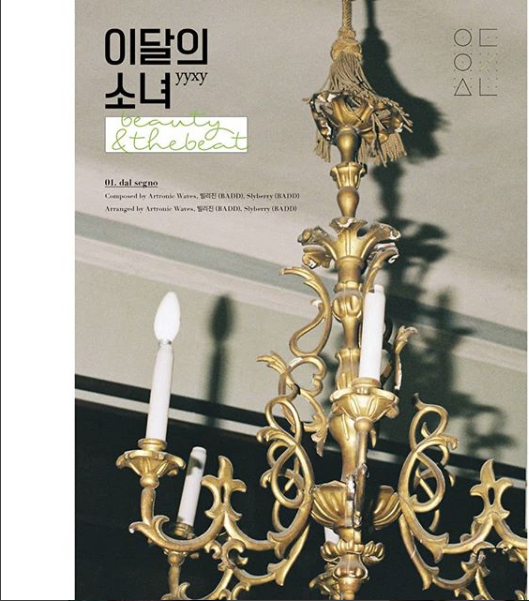 이달의
소녀 yyxy
beauty
&thebeat
01. dal segno
Composed by Artronic Waves, 빌리진 (BADD), Slyberry (BADD)
Arranged by Artronic Waves, 빌리진 (BADD), Slyberry (BADD)